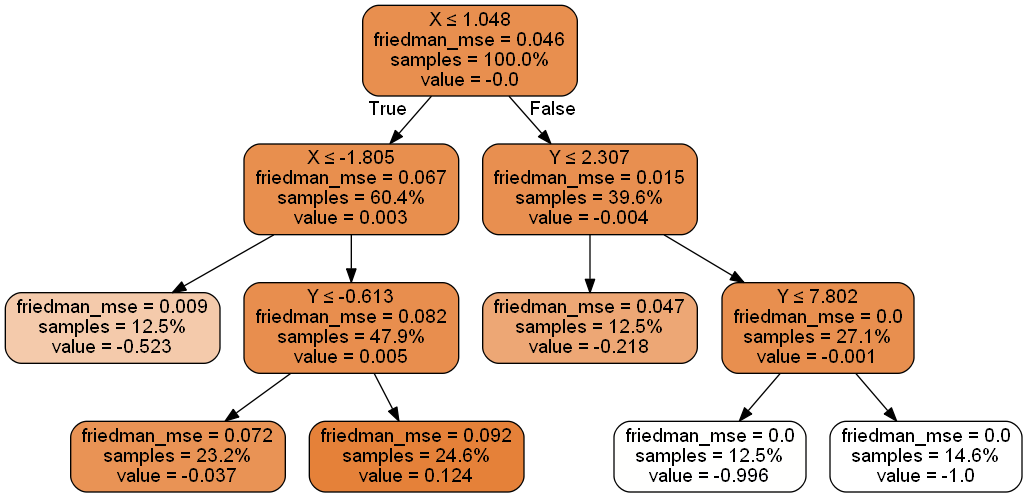 X ≤ 1.048
friedman_mse = 0.046
samples = 100.0%
value = -0.0
True
False
X ≤ -1.805
friedman_mse = 0.067
samples = 60.4%
value = 0.003
Y ≤ 2.307
friedman_mse = 0.015
samples = 39.6%
value = -0.004
friedman_mse = 0.009
samples = 12.5%
value = -0.523
Y ≤ -0.613
friedman_mse = 0.082
samples = 47.9%
value = 0.005
friedman_mse = 0.047
samples = 12.5%
value = -0.218
Y ≤ 7.802
friedman_mse = 0.0
samples = 27.1%
value = -0.001
friedman_mse = 0.072
samples = 23.2%
value = -0.037
friedman_mse = 0.092
samples = 24.6%
value = 0.124
friedman_mse = 0.0
samples = 12.5%
value = -0.996
friedman_mse = 0.0
samples = 14.6%
value = -1.0